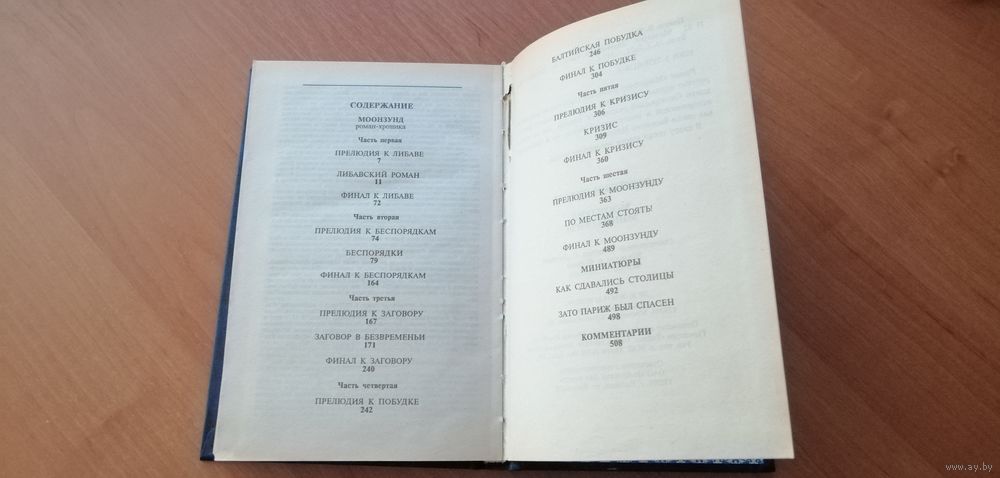 СОДЕРЖАНИЕ
МООНЗУНД
роман-хроника
Часть первая
ПРЕЛЮДИЯ К ЛИБАВЕ
7
ЛИБАВСКИЙ РОМАН
11
ФИНАЛ К ЛИБАВЕ
72
Часть вторая
ПРЕЛЮДИЯ К БЕСПОРЯДКАМ
74
БЕСПОРЯДКИ
79
ФИНАЛ К БЕСПОРЯДКАМ
164
Часть третья
ПРЕЛЮДИЯ К ЗАГОВОРУ
167
ЗАГОВОР В БЕЗВРЕМЕНЬИ
171
ФИНАЛ К ЗАГОВОРУ
240
Часть четвертая
ПРЕЛЮДИЯ К ПОБУДКЕ
242
БАЛТИЙСКАЯ ПОБУДКА
246
ФИНАЛ К ПОБУДКЕ
304
Часть пятая
ПРЕЛЮДИЯ К КРИЗИСУ
306
КРИЗИС
309
ФИНАЛ К КРИЗИСУ
360
Часть шестая
ПРЕЛЮДИЯ К МООНЗУНДУ
363
ПО МЕСТАМ СТОЯТЬ!
368
ФИНАЛ К МООНЗУНДУ
489
МИНИАТЮРЫ
КАК СДАВАЛИСЬ СТОЛИЦЫ
492
ЗАТО ПАРИЖ БЫЛ СПАСЕН
498
КОММЕНТАРИИ
508
www.ay.by